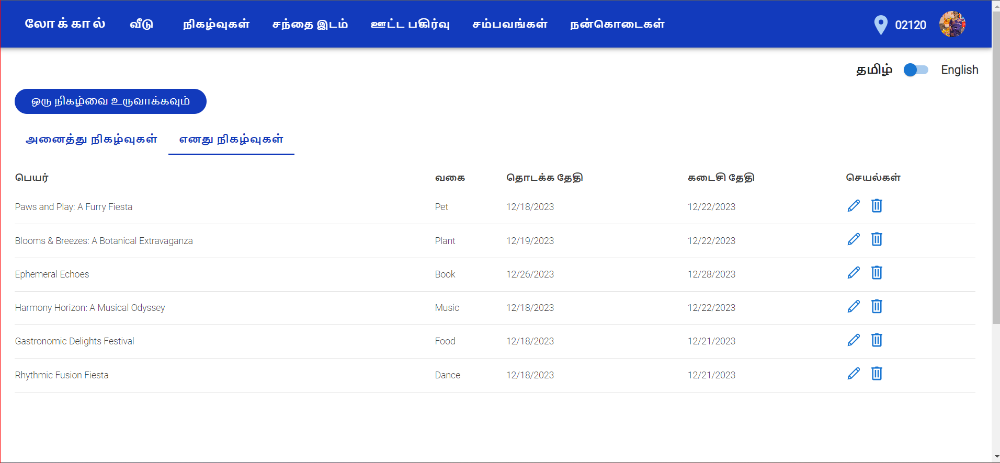 லோக்கால் வீடு நிகழ்வுகள் சந்தை இடம் ஊட்ட பகிர்வு சம்பவங்கள் நன்கொடைகள் 02120
தமிழ் English
ஒரு நிகழ்வை உருவாக்கவும்
அனைத்து நிகழ்வுகள் எனது நிகழ்வுகள்
பெயர் வகை தொடக்க தேதி கடைசி தேதி செயல்கள்
Paws and Play: A Furry Fiesta Pet 12/18/2023 12/22/2023
Blooms & Breezes: A Botanical Extravaganza Plant 12/19/2023 12/22/2023
Ephemeral Echoes Book 12/26/2023 12/28/2023
Harmony Horizon: A Musical Odyssey Music 12/18/2023 12/22/2023
Gastronomic Delights Festival Food 12/18/2023 12/21/2023
Rhythmic Fusion Fiesta Dance 12/18/2023 12/21/2023